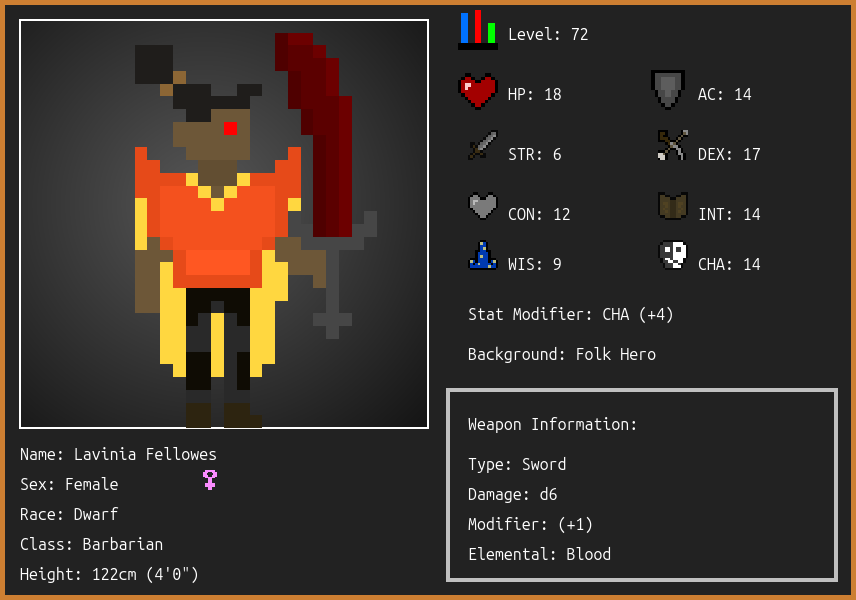 Level: 72
HP: 18
AC: 14
STR: 6
DEX: 17
CON: 12
INT: 14
WIS: 9
CHA: 14
Stat Modifier: CHA (+4)
Background: Folk Hero
Weapon Information:
Type: Sword
Damage: d6
Modifier: (+1)
Elemental: Blood
Name: Lavinia Fellowes
Sex: Female
Race: Dwarf
Class: Barbarian
Height: 122cm (4'0")